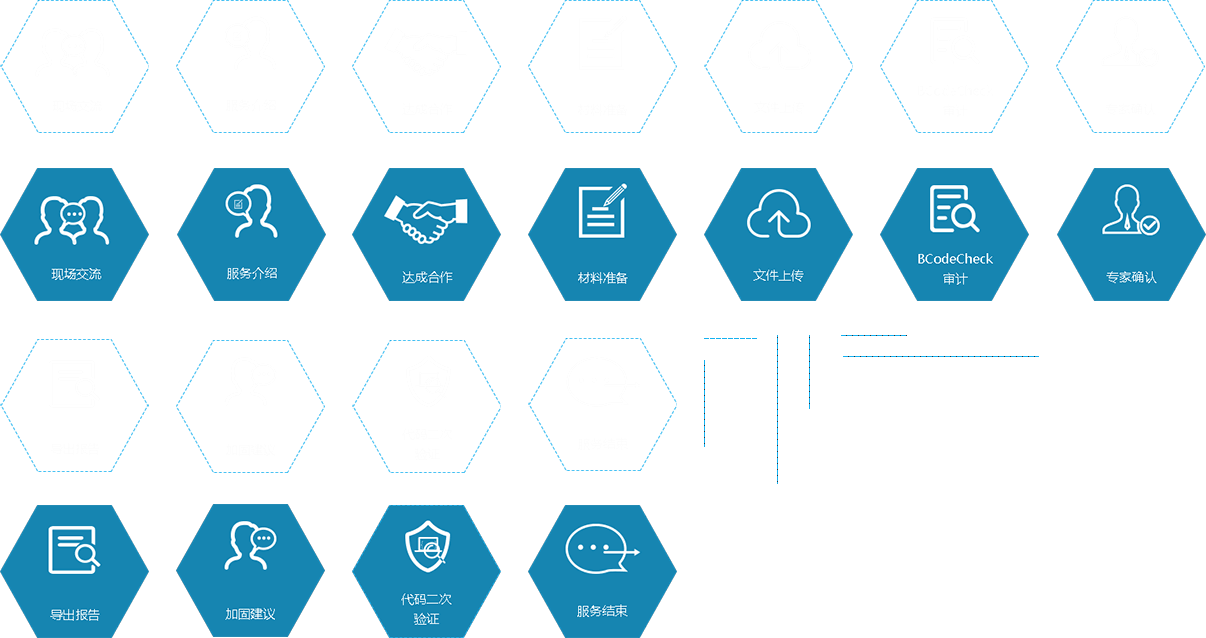 现场交流
服务介绍
达成合作
材料准备
文件上传
BCodeCheck
审计
专家确认
导出报告
加固建议
代码二次
验证
服务结束